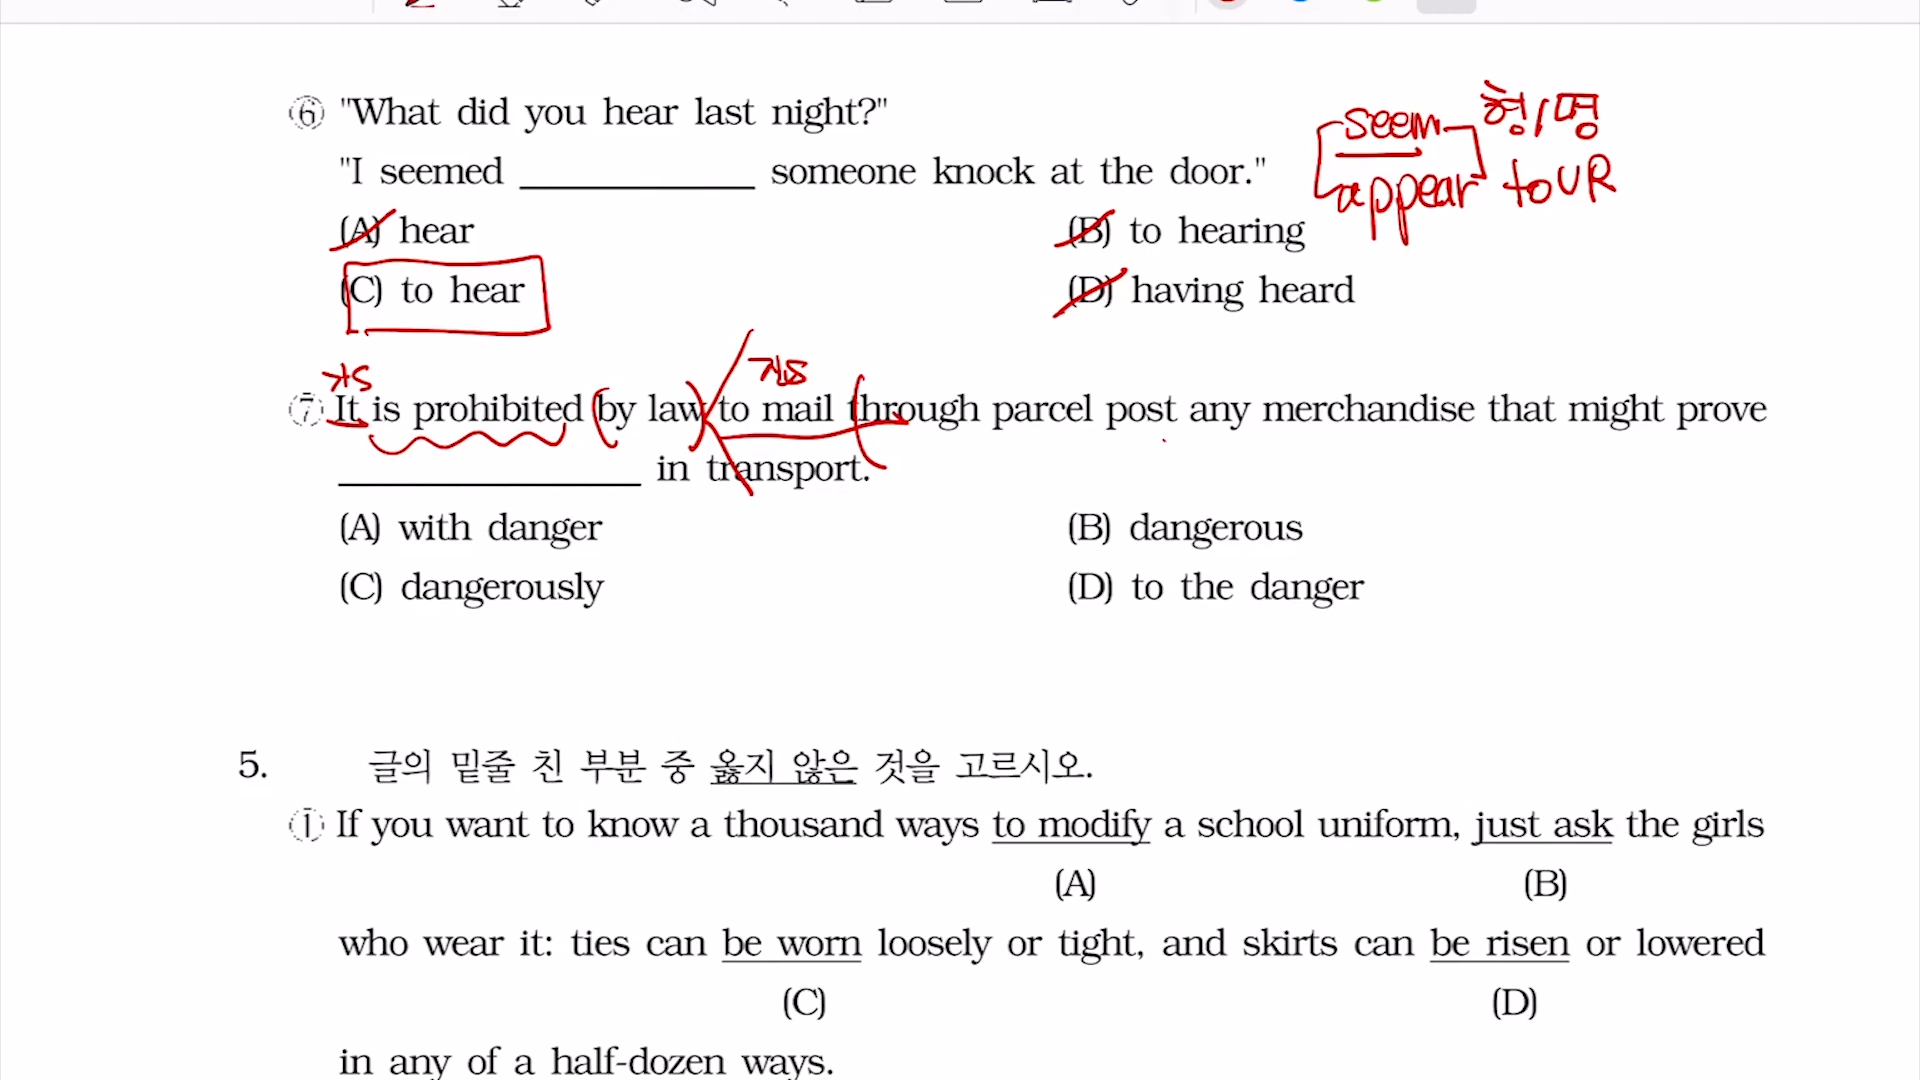 ⑥ "What did you hear last night?"
seem 형/명
"I seemed ____________ someone knock at the door."
appear toVR
(A) hear (B) to hearing
(C) to hear (D) having heard
가S 진S
⑦ It is prohibited by law to mail through parcel post any merchandise that might prove
_______________ in transport.
(A) with danger (B) dangerous
(C) dangerously (D) to the danger
5. 글의 밑줄 친 부분 중 옳지 않은 것을 고르시오.
① If you want to know a thousand ways to modify a school uniform, just ask the girls
(A) (B)
who wear it: ties can be worn loosely or tight, and skirts can be risen or lowered
(C) (D)
in any of a half-dozen ways.